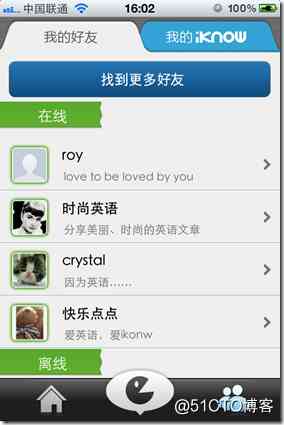 中国联通
16:02
100%
我的好友
我的 iKNOW
找到更多好友
在线
roy
love to be loved by you
时尚英语
分享美丽、时尚的英语文章
crystal
因为英语……
快乐点点
爱英语，爱ikonw
离线
@51CTO博客